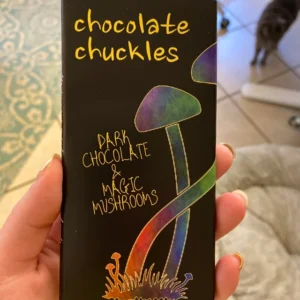 chocolate
chuckles
DARK
CHOCOLATE
&
MAGIC
MUSHROOMS